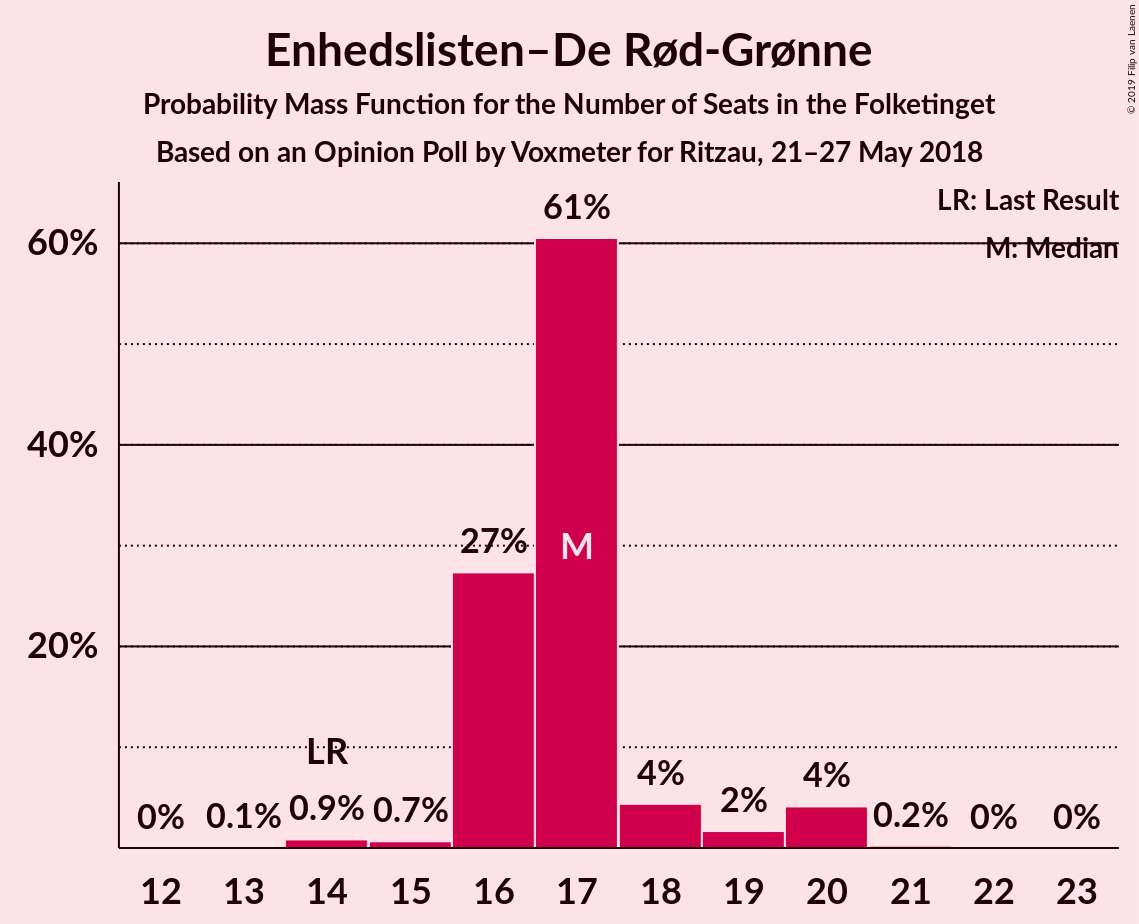 Enhedslisten–De Rød-Grønne
Probability Mass Function for the Number of Seats in the Folketinget
Based on an Opinion Poll by Voxmeter for Ritzau, 21–27 May 2018
© 2019 Filip van Laenen
LR: Last Result
M: Median
60%
40%
20%
61%
27%
M
LR
0%
0.1%
0.9%
0.7%
4%
2%
4%
0.2%
0%
0%
12 13 14 15 16 17 18 19 20 21 22 23